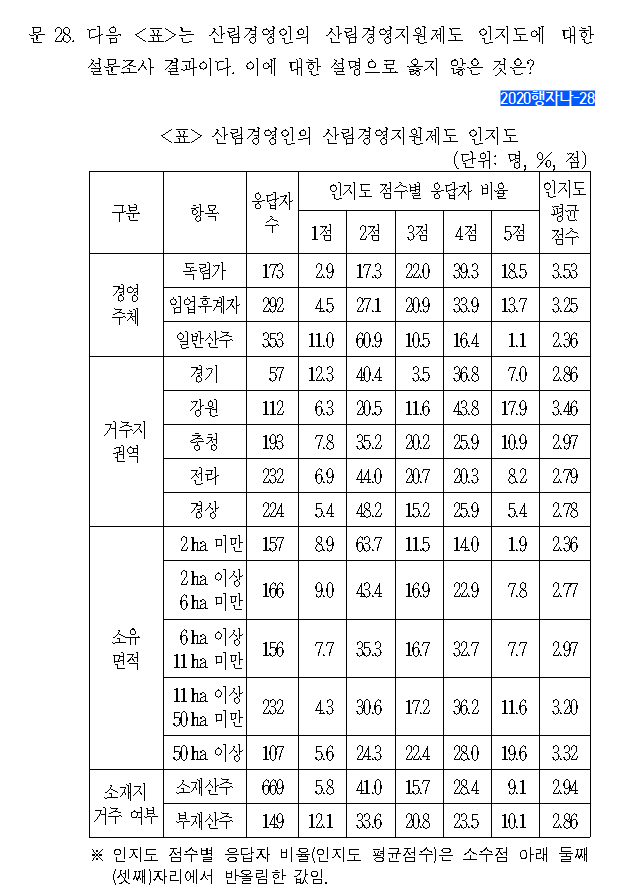 문 28. 다음 <표>는 산림경영인의 산림경영지원제도 인지도에 대한
설문조사 결과이다. 이에 대한 설명으로 옳지 않은 것은?
2020행자나-28
<표> 산림경영인의 산림경영지원제도 인지도
(단위: 명, %, 점)
구분 항목 응답자 수 인지도 점수별 응답자 비율 인지도 평균 점수
1점 2점 3점 4점 5점
경영 주체 독림가 173 2.9 17.3 22.0 39.3 18.5 3.53
임업후계자 292 4.5 27.1 20.9 33.9 13.7 3.25
일반산주 353 11.0 60.9 10.5 16.4 1.1 2.36
거주지 권역 경기 57 12.3 40.4 3.5 36.8 7.0 2.86
강원 112 6.3 20.5 11.6 43.8 17.9 3.46
충청 193 7.8 35.2 20.2 25.9 10.9 2.97
전라 232 6.9 44.0 20.7 20.3 8.2 2.79
경상 224 5.4 48.2 15.2 25.9 5.4 2.78
소유 면적 2ha 미만 157 8.9 63.7 11.5 14.0 1.9 2.36
2ha 이상 6ha 미만 166 9.0 43.4 16.9 22.9 7.8 2.77
6ha 이상 11ha 미만 156 7.7 35.3 16.7 32.7 7.7 2.97
11ha 이상 50ha 미만 232 4.3 30.6 17.2 36.2 11.6 3.20
50ha 이상 107 5.6 24.3 22.4 28.0 19.6 3.32
소재지 거주 여부 소재산주 669 5.8 41.0 15.7 28.4 9.1 2.94
부재산주 149 12.1 33.6 20.8 23.5 10.1 2.86
※ 인지도 점수별 응답자 비율(인지도 평균점수)은 소수점 아래 둘째
(셋째)자리에서 반올림한 값임.